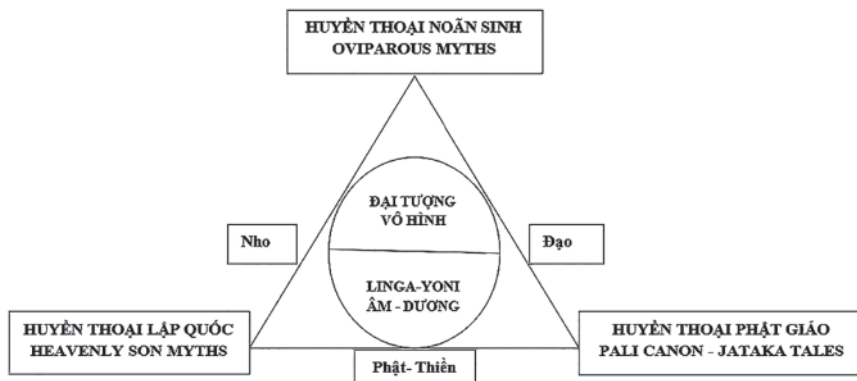 HUYỀN THOẠI NOÃN SINH
OVIPAROUS MYTHS
ĐẠI TƯỢNG
VÔ HÌNH
Nho
Đạo
LINGA-YONI
ÂM - DƯƠNG
HUYỀN THOẠI LẬP QUỐC
HEAVENLY SON MYTHS
HUYỀN THOẠI PHẬT GIÁO
PALI CANON - JATAKA TALES
Phật- Thiền